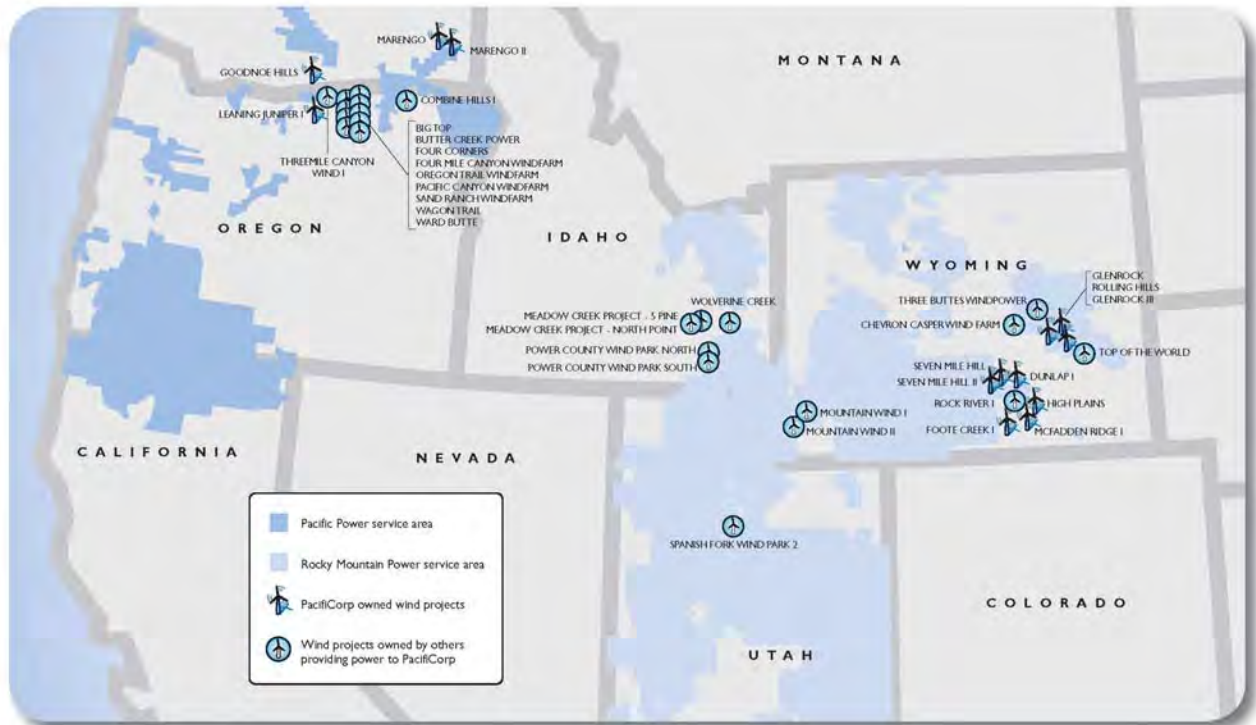 MARENGO
MARENGO II
MONTANA
GOODNOE HILLS
COMBINE HILLS I
LEANING JUNIPER I
THREEMILE CANYON
WIND I
BIG TOP
BUTTER CREEK POWER
FOUR CORNERS
FOUR MILE CANYON WINDFARM
OREGON TRAIL WINDFARM
PACIFIC CANYON WINDFARM
SAND RANCH WINDFARM
WAGON TRAIL
WARD BUTTE
OREGON
IDAHO
WYOMING
GLENROCK
ROLLING HILLS
GLENROCK III
WOLVERINE CREEK
THREE BUTTES WINDPOWER
MEADOW CREEK PROJECT - 5 PINE
MEADOW CREEK PROJECT - NORTH POINT
CHEVRON CASPER WIND FARM
POWER COUNTY WIND PARK NORTH
POWER COUNTY WIND PARK SOUTH
TOP OF THE WORLD
SEVEN MILE HILL
SEVEN MILE HILL II
DUNLAP I
ROCK RIVER I
HIGH PLAINS
MOUNTAIN WIND I
MOUNTAIN WIND II
FOOTE CREEK I
MCFADDEN RIDGE I
CALIFORNIA
NEVADA
Pacific Power service area
Rocky Mountain Power service area
PacifiCorp owned wind projects
Wind projects owned by others
providing power to PacifiCorp
SPANISH FORK WIND PARK 2
COLORADO
UTAH